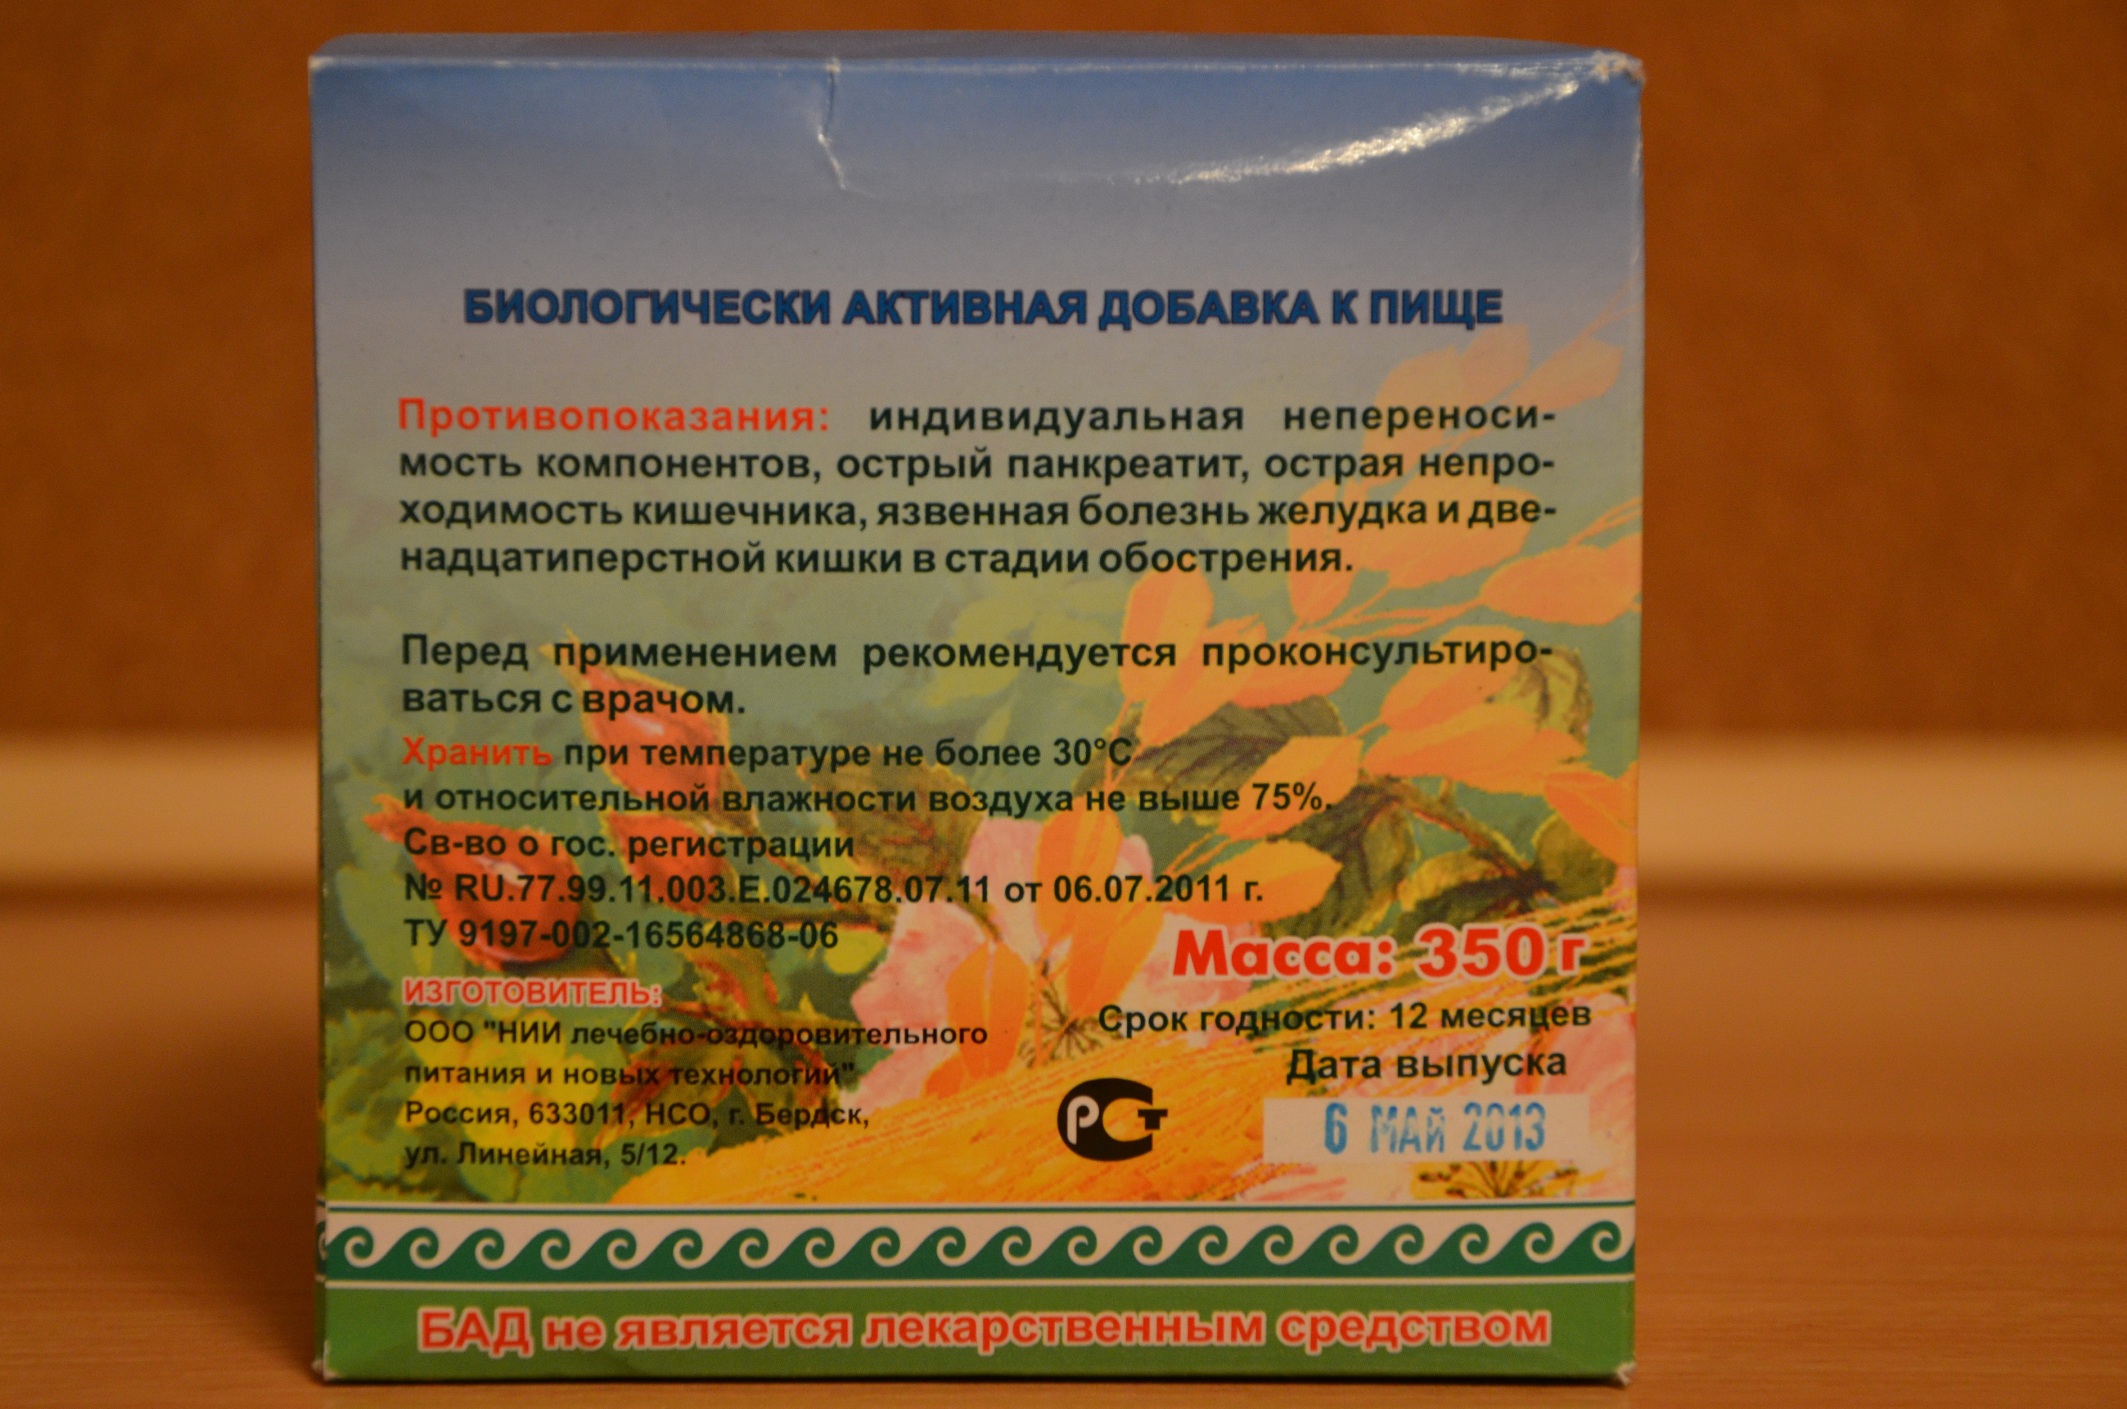 БИОЛОГИЧЕСКИ АКТИВНАЯ ДОБАВКА К ПИЩЕ
Противопоказания: индивидуальная непереноси-
мость компонентов, острый панкреатит, острая непро-
ходимость кишечника, язвенная болезнь желудка и две-
надцатиперстной кишки в стадии обострения.
Перед применением рекомендуется проконсультиро-
ваться с врачом.
Хранить при температуре не более 30°С
и относительной влажности воздуха не выше 75%.
Св-во о гос. регистрации
№ RU.77.99.11.003.Е.024678.07.11 от 06.07.2011 г.
ТУ 9197-002-16564868-06
ИЗГОТОВИТЕЛЬ:
ООО "НИИ лечебно-оздоровительного
питания и новых технологий"
Россия, 633011, НСО, г. Бердск,
ул. Линейная, 5/12.
Масса: 350 г
Срок годности: 12 месяцев
Дата выпуска
6 МАЙ 2013
РСТ
БАД не является лекарственным средством